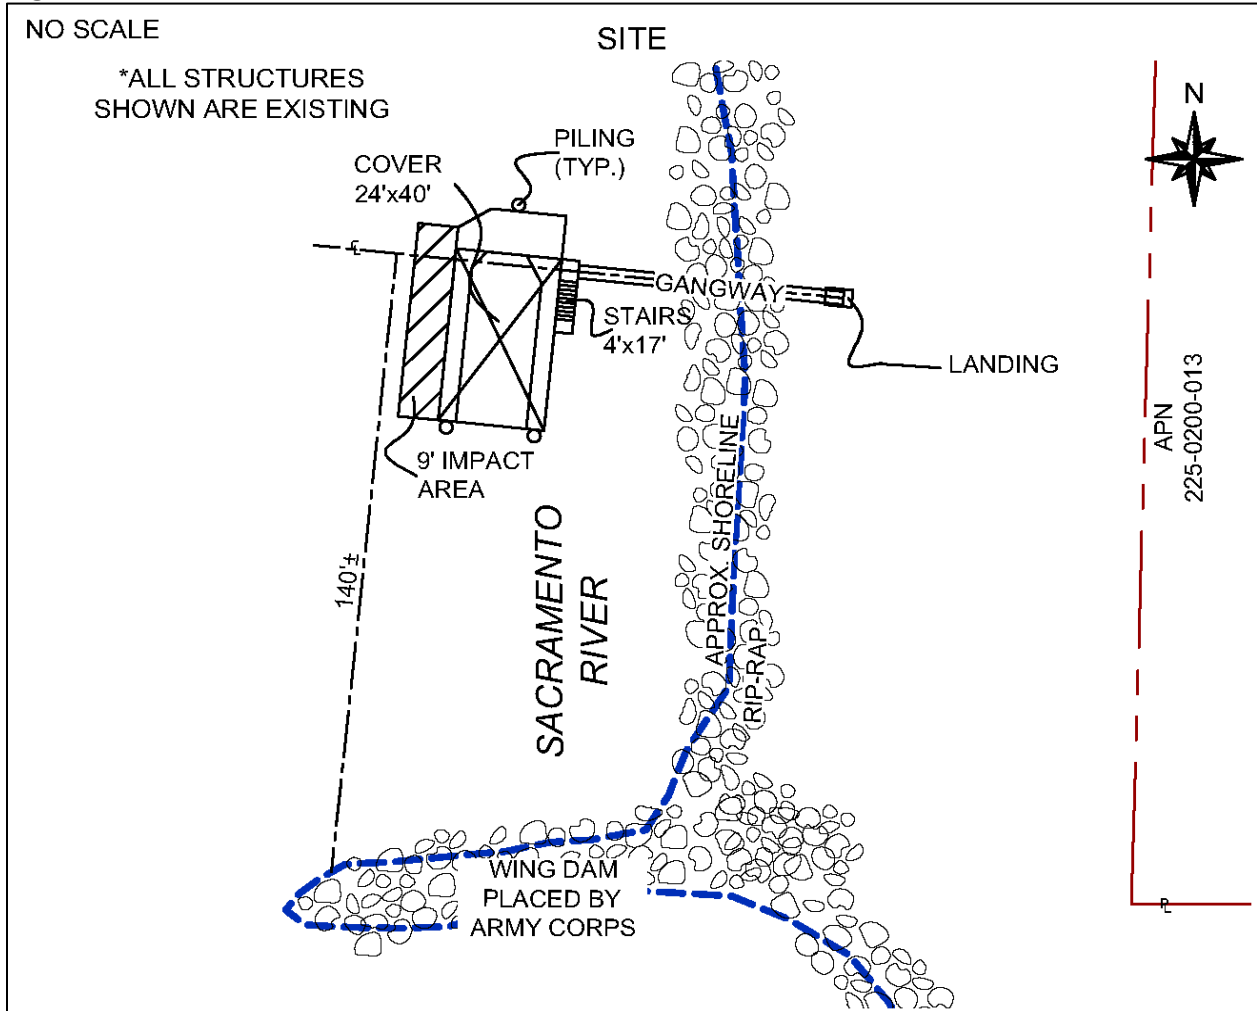 NO SCALE
SITE
*ALL STRUCTURES
SHOWN ARE EXISTING
N
PILING
(TYP.)
COVER
24'x40'
℄
GANGWAY
STAIRS
4'x17'
LANDING
APN
225-0200-013
9' IMPACT
AREA
140'±
SACRAMENTO
RIVER
APPROX. SHORELINE
RIP-RAP
WING DAM
PLACED BY
ARMY CORPS
PL